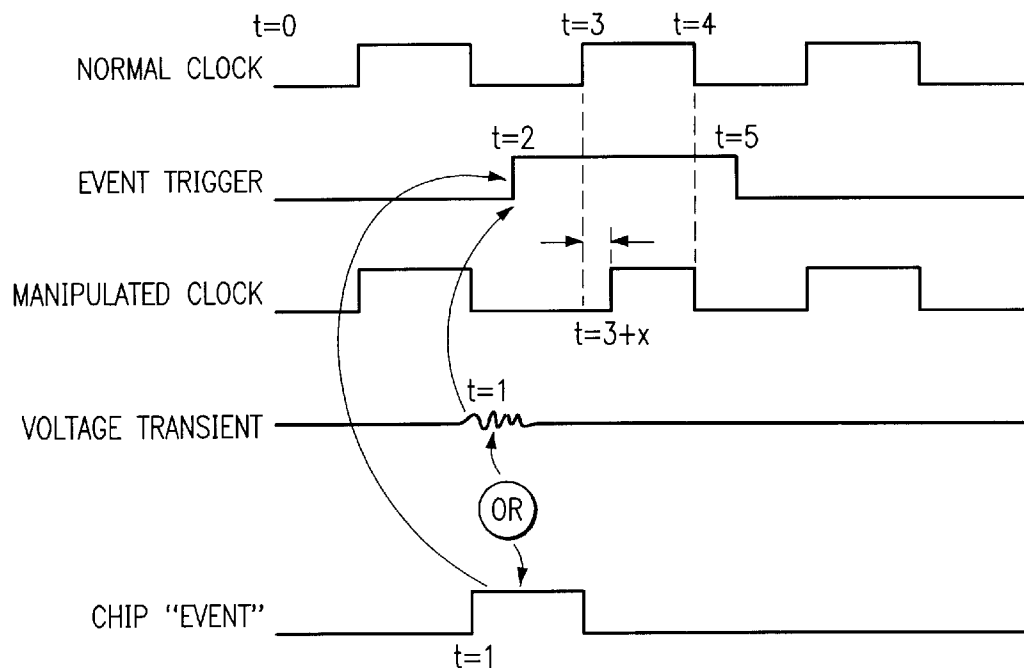 t=0
t=3
t=4
NORMAL CLOCK
t=2
t=5
EVENT TRIGGER
MANIPULATED CLOCK
t=3+x
t=1
VOLTAGE TRANSIENT
OR
CHIP "EVENT"
t=1